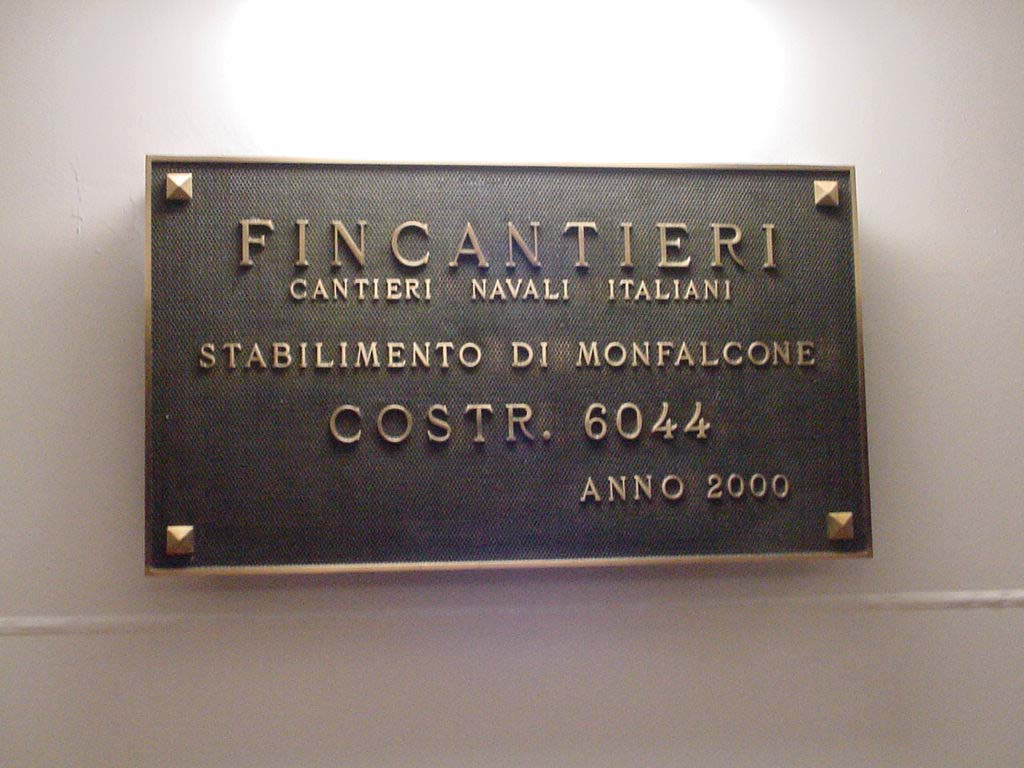 FINCANTIERI
CANTIERI NAVALI ITALIANI
STABILIMENTO DI MONFALCONE
COSTR. 6044
ANNO 2000